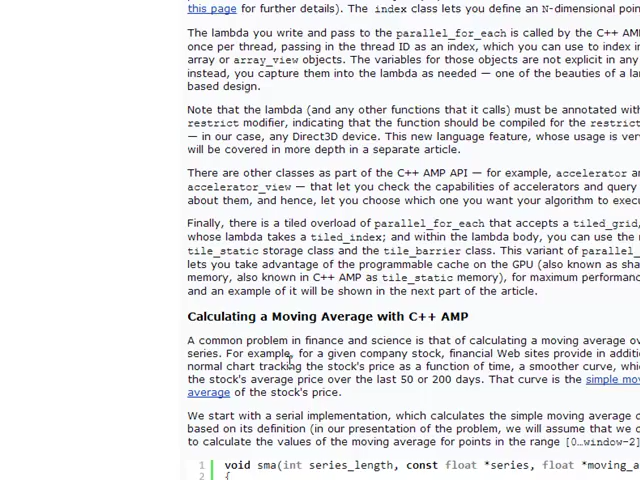 this page for further details). The index class lets you define an N-dimensional poin
The lambda you write and pass to the parallel_for_each is called by the C++ AM
once per thread, passing in the thread ID as an index, which you can use to index in
array or array_view objects. The variables for those objects are not explicit in any
instead, you capture them into the lambda as needed — one of the beauties of a la
based design.
Note that the lambda (and any other functions that it calls) must be annotated with
restrict modifier, indicating that the function should be compiled for the restric
— in our case, any Direct3D device. This new language feature, whose usage is ver
will be covered in more depth in a separate article.
There are other classes as part of the C++ AMP API — for example, accelerator an
accelerator_view — that let you check the capabilities of accelerators and query
about them, and hence, let you choose which one you want your algorithm to exec
Finally, there is a tiled overload of parallel_for_each that accepts a tiled_grid,
whose lambda takes a tiled_index; and within the lambda body, you can use the
tile_static storage class and the tile_barrier class. This variant of parallel_
lets you take advantage of the programmable cache on the GPU (also known as sha
memory, also known in C++ AMP as tile_static memory), for maximum performanc
and an example of it will be shown in the next part of the article.
Calculating a Moving Average with C++ AMP
A common problem in finance and science is that of calculating a moving average ov
series. For example, for a given company stock, financial Web sites provide in additi
normal chart tracking the stock's price as a function of time, a smoother curve, whic
the stock's average price over the last 50 or 200 days. That curve is the simple mov
average of the stock's price.
We start with a serial implementation, which calculates the simple moving average o
based on its definition (in our presentation of the problem, we will assume that we d
to calculate the values of the moving average for points in the range [0…window-2]
1 void sma(int series_length, const float *series, float *moving_a
2 {